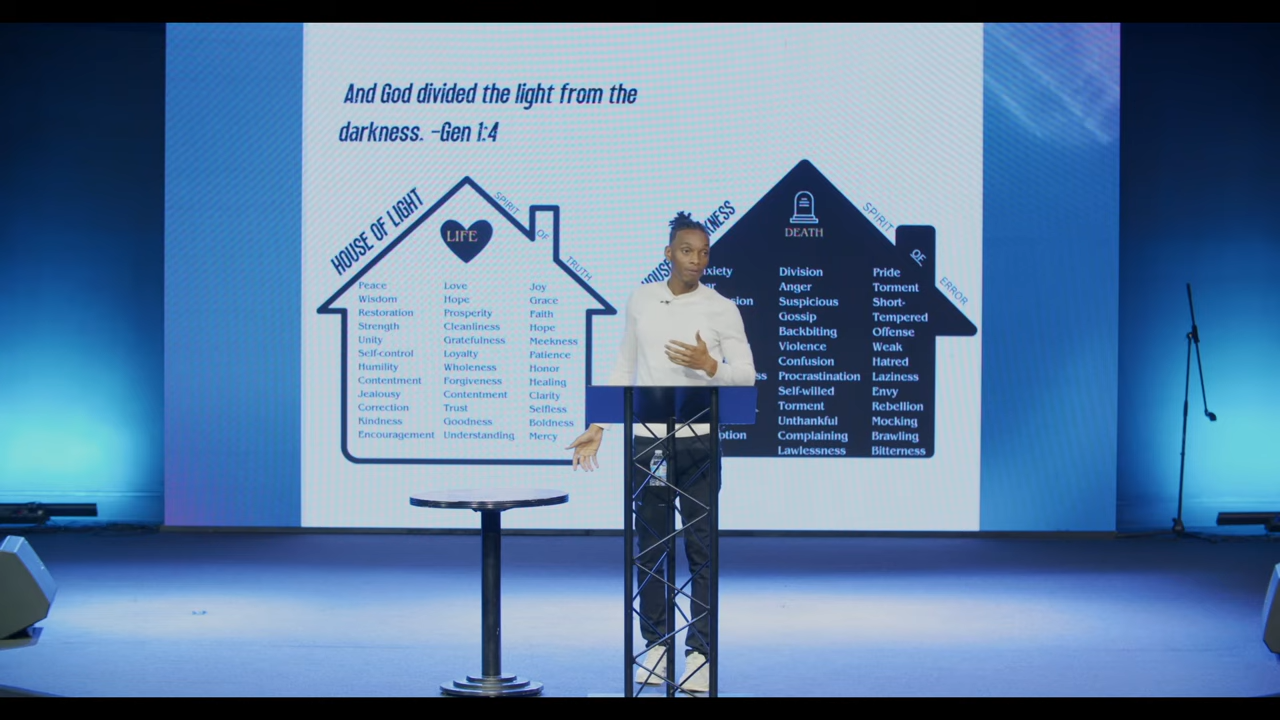 And God divided the light from the
darkness. -Gen 1:4
HOUSE OF LIGHT
SPIRIT
OF
TRUTH
LIFE
Peace
Wisdom
Restoration
Strength
Unity
Self-control
Humility
Contentment
Jealousy
Correction
Kindness
Encouragement
Love
Hope
Prosperity
Cleanliness
Gratefulness
Loyalty
Wholeness
Forgiveness
Contentment
Trust
Goodness
Understanding
Joy
Grace
Faith
Hope
Meekness
Patience
Honor
Healing
Clarity
Selfless
Boldness
Mercy
HOUSE
SPIRIT
OF
ERROR
DEATH
Division
Anger
Suspicious
Gossip
Backbiting
Violence
Confusion
Procrastination
Self-willed
Torment
Unthankful
Complaining
Lawlessness
Pride
Torment
Short-
Tempered
Offense
Weak
Hatred
Laziness
Envy
Rebellion
Mocking
Brawling
Bitterness